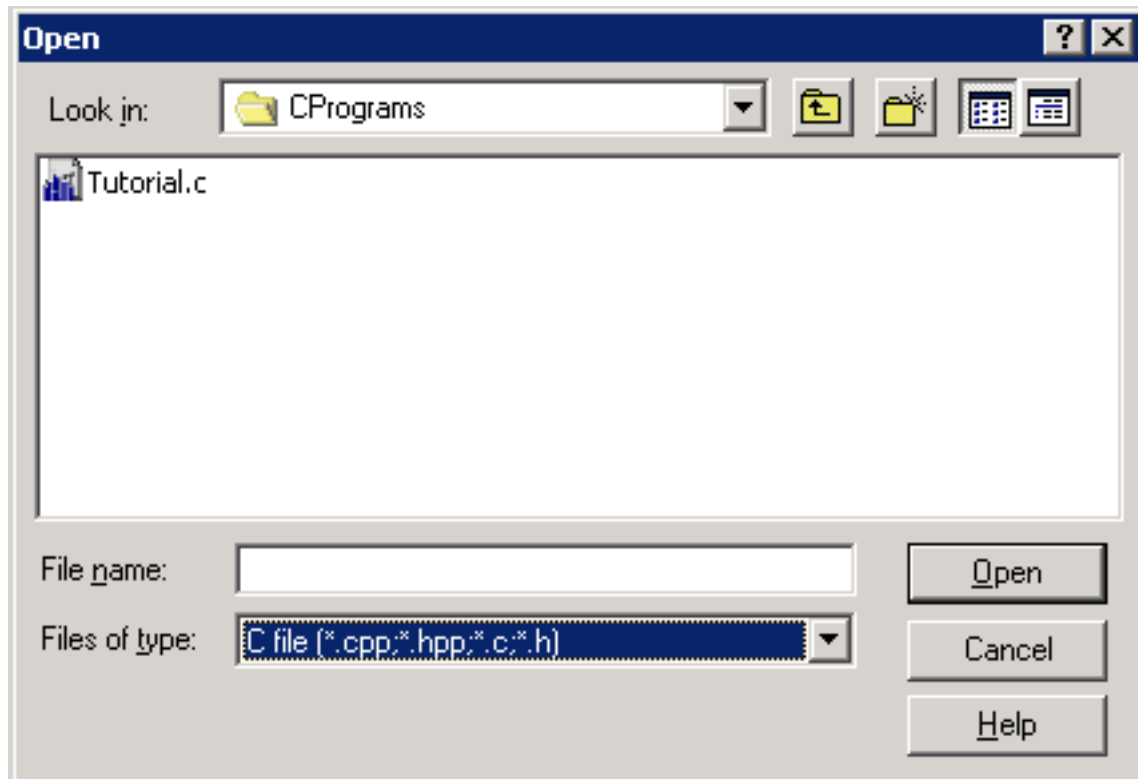 Open
Look in: CPrograms
Tutorial.c
File name: Open
Files of type: C file (*.cpp;*.hpp;*.c;*.h) Cancel
Help